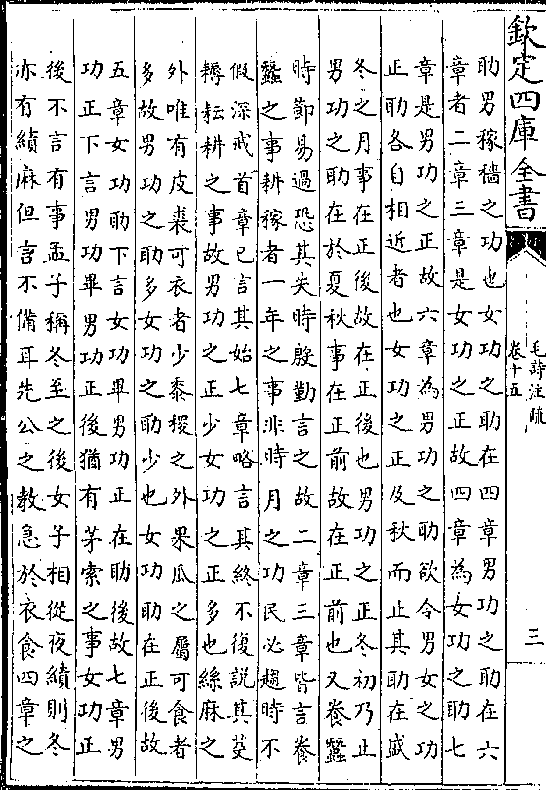 欽定四庫全書
毛詩注疏
卷十五
三
助男稼穡之功也女功之助在四章男功之助在六
章者二章三章是女功之正故四章為女功之助七
章是男功之正故六章為男功之助欲令男女之功
正助各自相近者也女功之正及秋而止其助在盛
冬之月事在正後故在正後也男功之正冬初乃止
男功之助在於夏秋事在正前故在正前也又養蠶
時節易過恐其失時殷勤言之故二章三章皆言養
蠶之事耕稼者一年之事非時月之功民必趨時不
假深戒首章已言其始七章略言其終不復說其芟
耨耘耕之事故男功之正少女功之正多也絲麻之
外唯有皮裘可衣者少黍稷之外果瓜之屬可食者
多故男功之助多女功之助少也女功助在正後故
五章女功助下言女功畢男功正在助後故七章男
功正下言男功畢男功正後猶有茅索之事女功正
後不言有事孟子稱冬至之後女子相從夜績則冬
亦有績麻但言不備耳先公之教急於衣食四章之